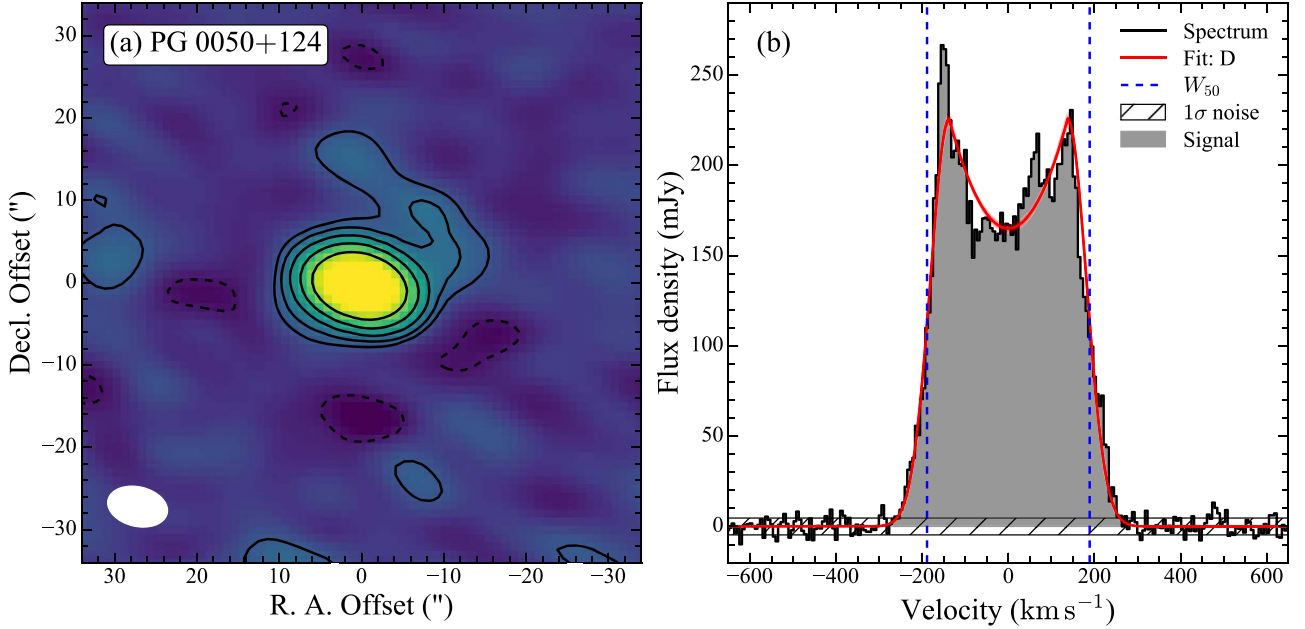 (a) PG 0050+124
30
20
10
0
−10
−20
−30
Decl. Offset (")
30
20
10
0
−10
−20
−30
R. A. Offset (")
(b)
Spectrum
Fit: D
W₅₀
1σ noise
Signal
250
200
150
100
50
0
Flux density (mJy)
−600
−400
−200
0
200
400
600
Velocity (km s⁻¹)